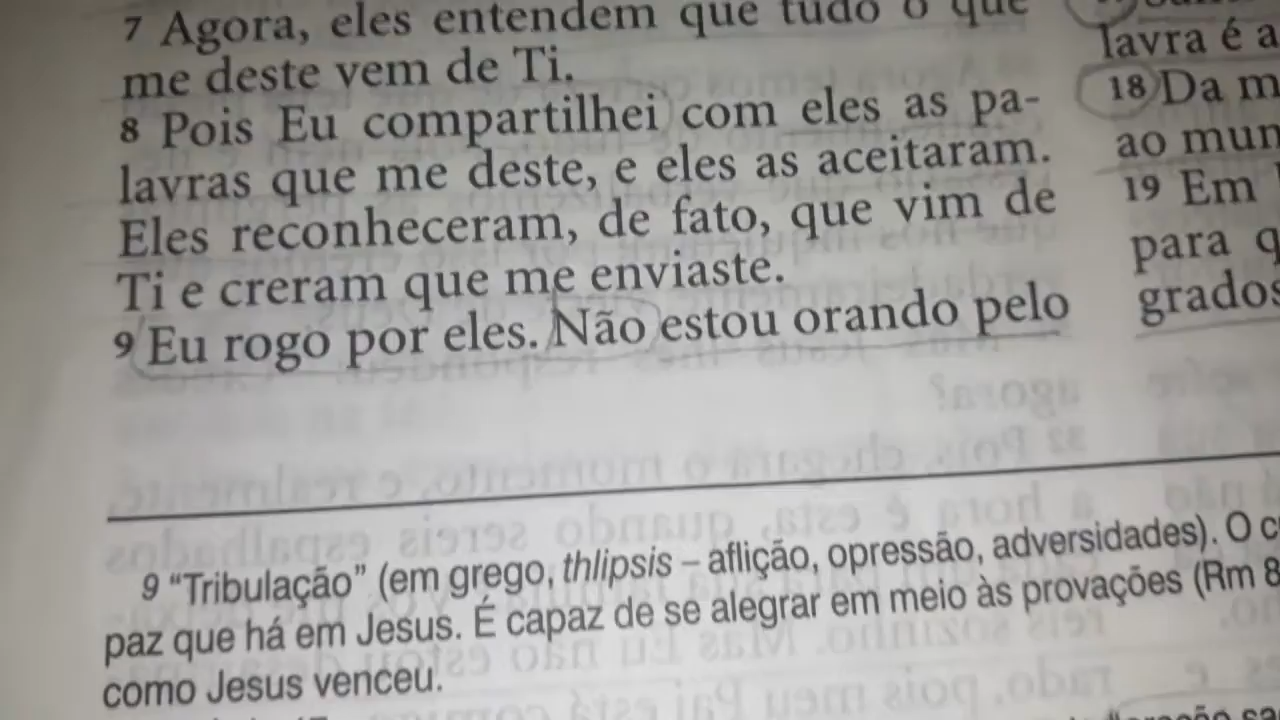 7 Agora, eles entendem que tudo o que
me deste vem de Ti.
8 Pois Eu compartilhei com eles as pa-
lavras que me deste, e eles as aceitaram.
Eles reconheceram, de fato, que vim de
Ti e creram que me enviaste.
9 Eu rogo por eles. Não estou orando pelo
lavra é a
18 Da m
ao mun
19 Em
para q
grados
9 “Tribulação” (em grego, thlipsis – aflição, opressão, adversidades). O c
paz que há em Jesus. É capaz de se alegrar em meio às provações (Rm 8
como Jesus venceu.